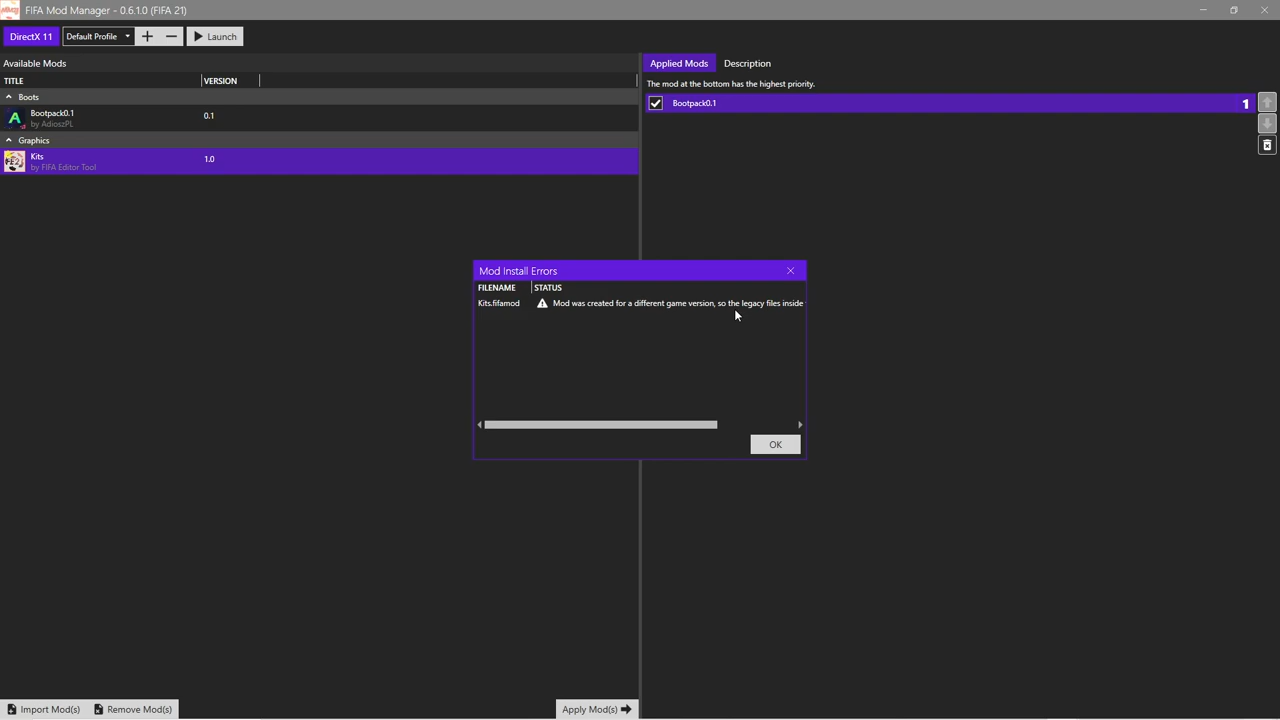 FIFA Mod Manager - 0.6.1.0 (FIFA 21)
DirectX 11
Default Profile
Launch
Available Mods
TITLE
VERSION
Boots
Bootpack0.1
by AdioszPL
0.1
Graphics
Kits
by FIFA Editor Tool
1.0
Applied Mods
Description
The mod at the bottom has the highest priority.
Bootpack0.1
1
Mod Install Errors
FILENAME
STATUS
Kits.fifamod
Mod was created for a different game version, so the legacy files inside
OK
Import Mod(s)
Remove Mod(s)
Apply Mod(s)